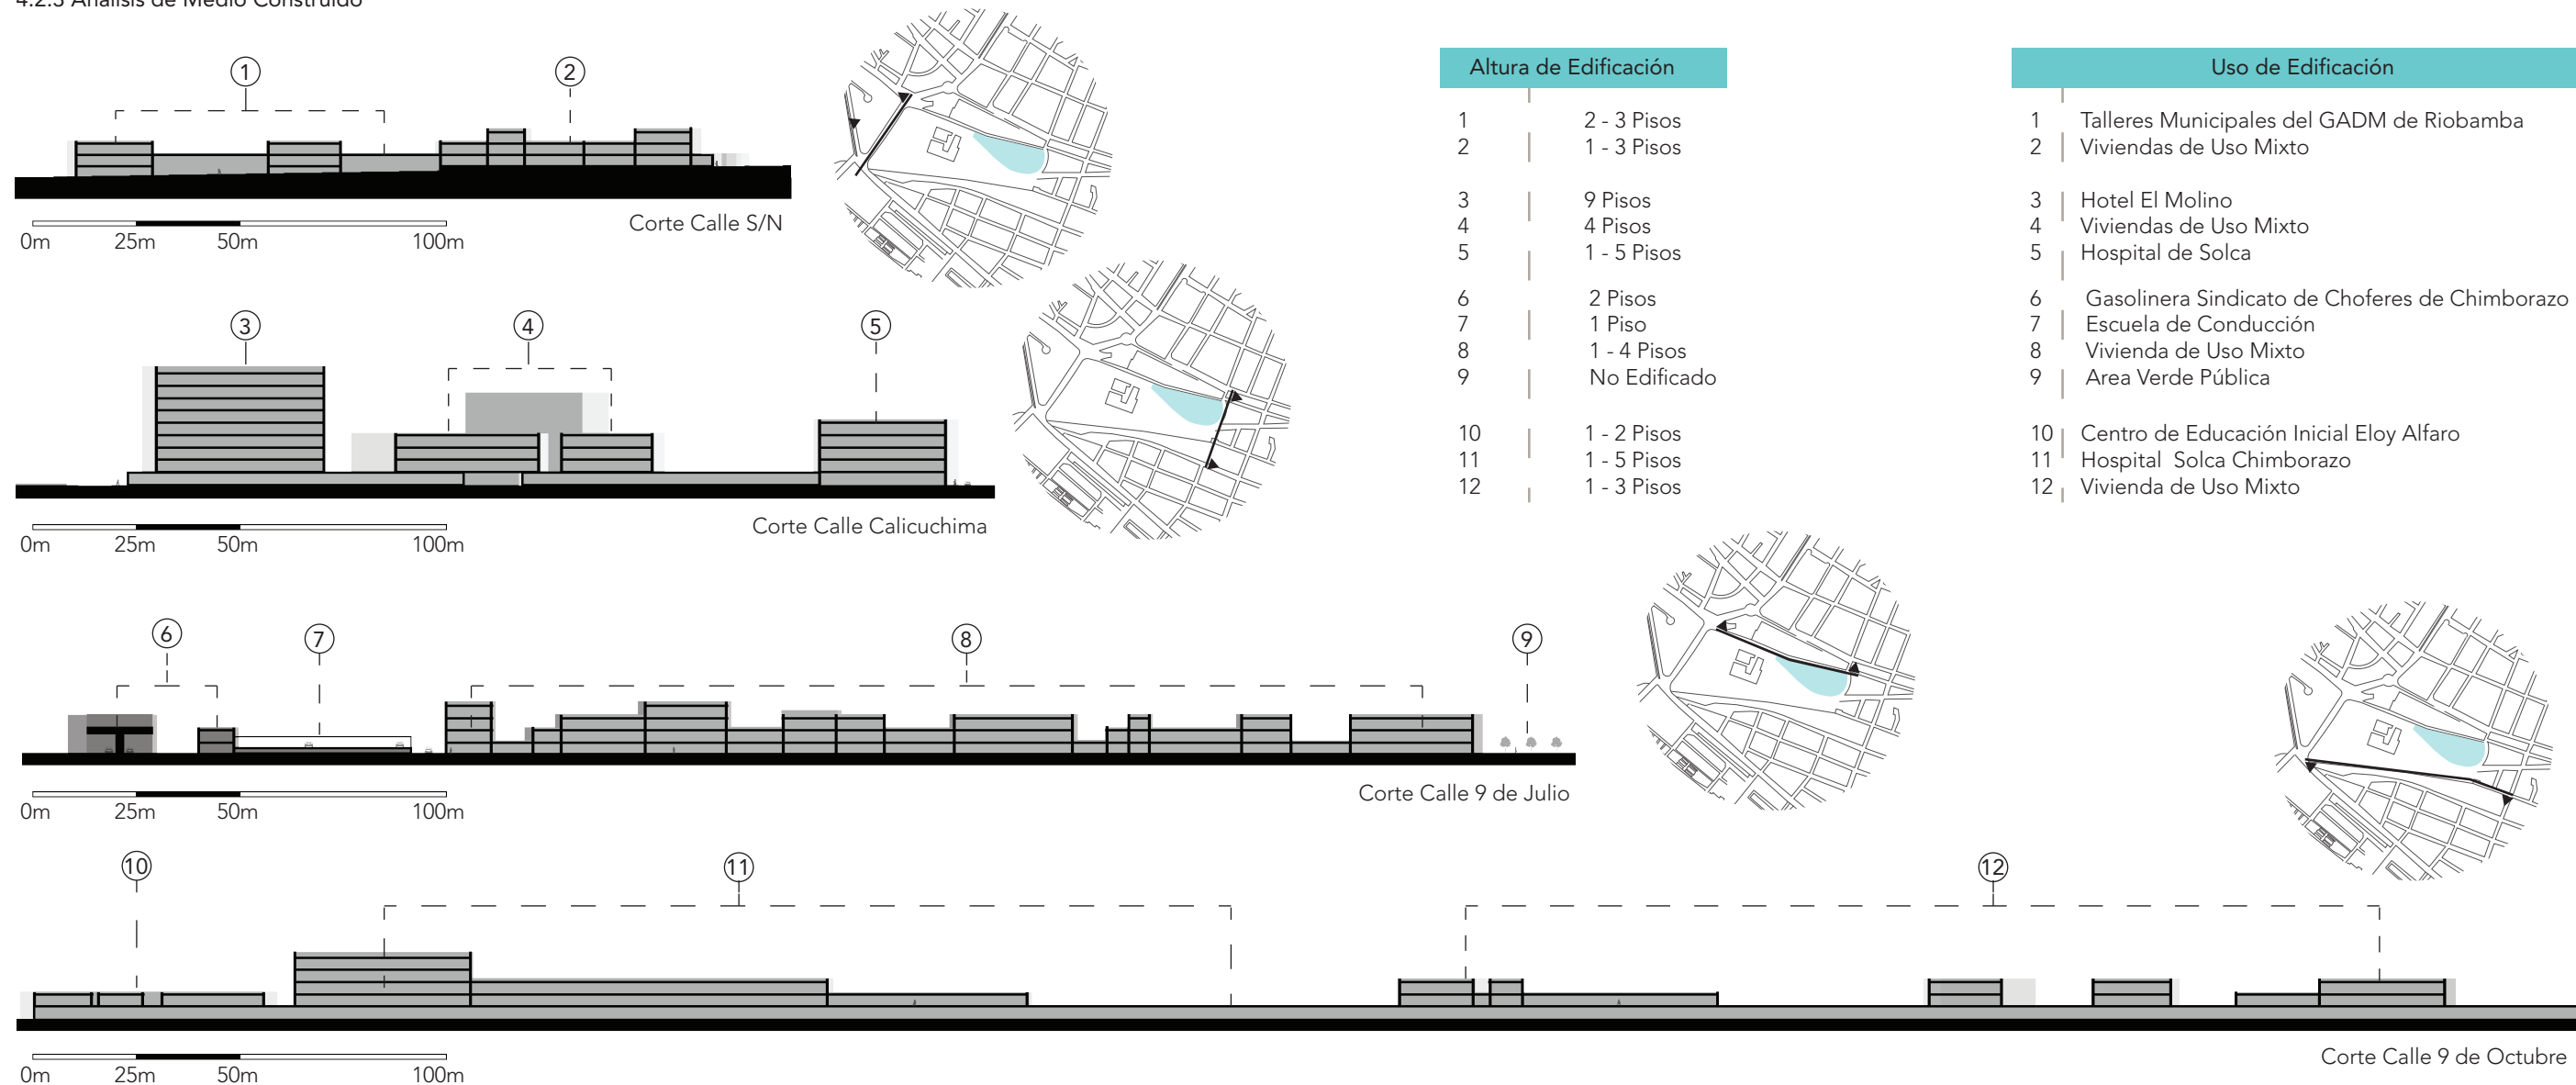 4.2.3 Análisis de Medio Construido
1
2
0m 25m 50m 100m
Corte Calle S/N
3
4
5
0m 25m 50m 100m
Corte Calle Calicuchima
Altura de Edificación
1 2 - 3 Pisos
2 1 - 3 Pisos
3 9 Pisos
4 4 Pisos
5 1 - 5 Pisos
6 2 Pisos
7 1 Piso
8 1 - 4 Pisos
9 No Edificado
10 1 - 2 Pisos
11 1 - 5 Pisos
12 1 - 3 Pisos
Uso de Edificación
1 Talleres Municipales del GADM de Riobamba
2 Viviendas de Uso Mixto
3 Hotel El Molino
4 Viviendas de Uso Mixto
5 Hospital de Solca
6 Gasolinera Sindicato de Choferes de Chimborazo
7 Escuela de Conducción
8 Vivienda de Uso Mixto
9 Area Verde Pública
10 Centro de Educación Inicial Eloy Alfaro
11 Hospital Solca Chimborazo
12 Vivienda de Uso Mixto
6
7
8
9
0m 25m 50m 100m
Corte Calle 9 de Julio
10
11
12
0m 25m 50m 100m
Corte Calle 9 de Octubre